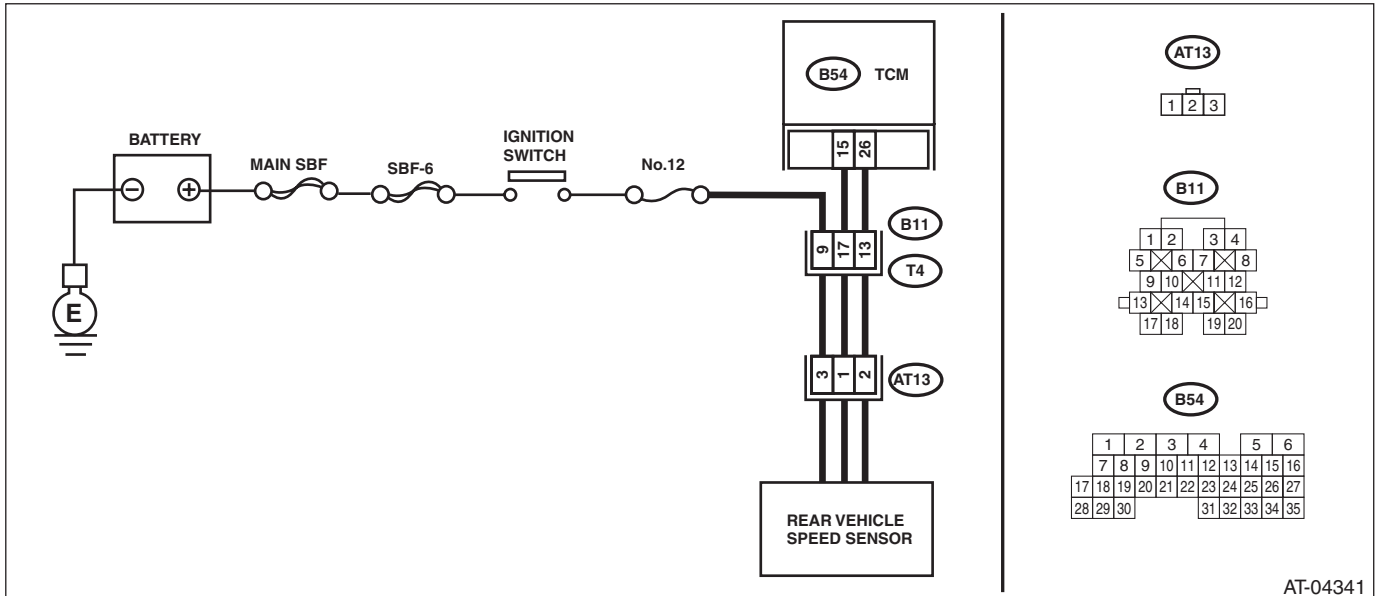 B54 TCM
15 26
BATTERY
MAIN SBF
SBF-6
IGNITION
SWITCH
No.12
E
B11
9 17 13
T4
3 1 2
AT13
REAR VEHICLE
SPEED SENSOR
AT13
1 2 3
B11
1 2 3 4
5 6 7 8
9 10 11 12
13 14 15 16
17 18 19 20
B54
1 2 3 4 5 6
7 8 9 10 11 12 13 14 15 16
17 18 19 20 21 22 23 24 25 26 27
28 29 30 31 32 33 34 35
AT-04341